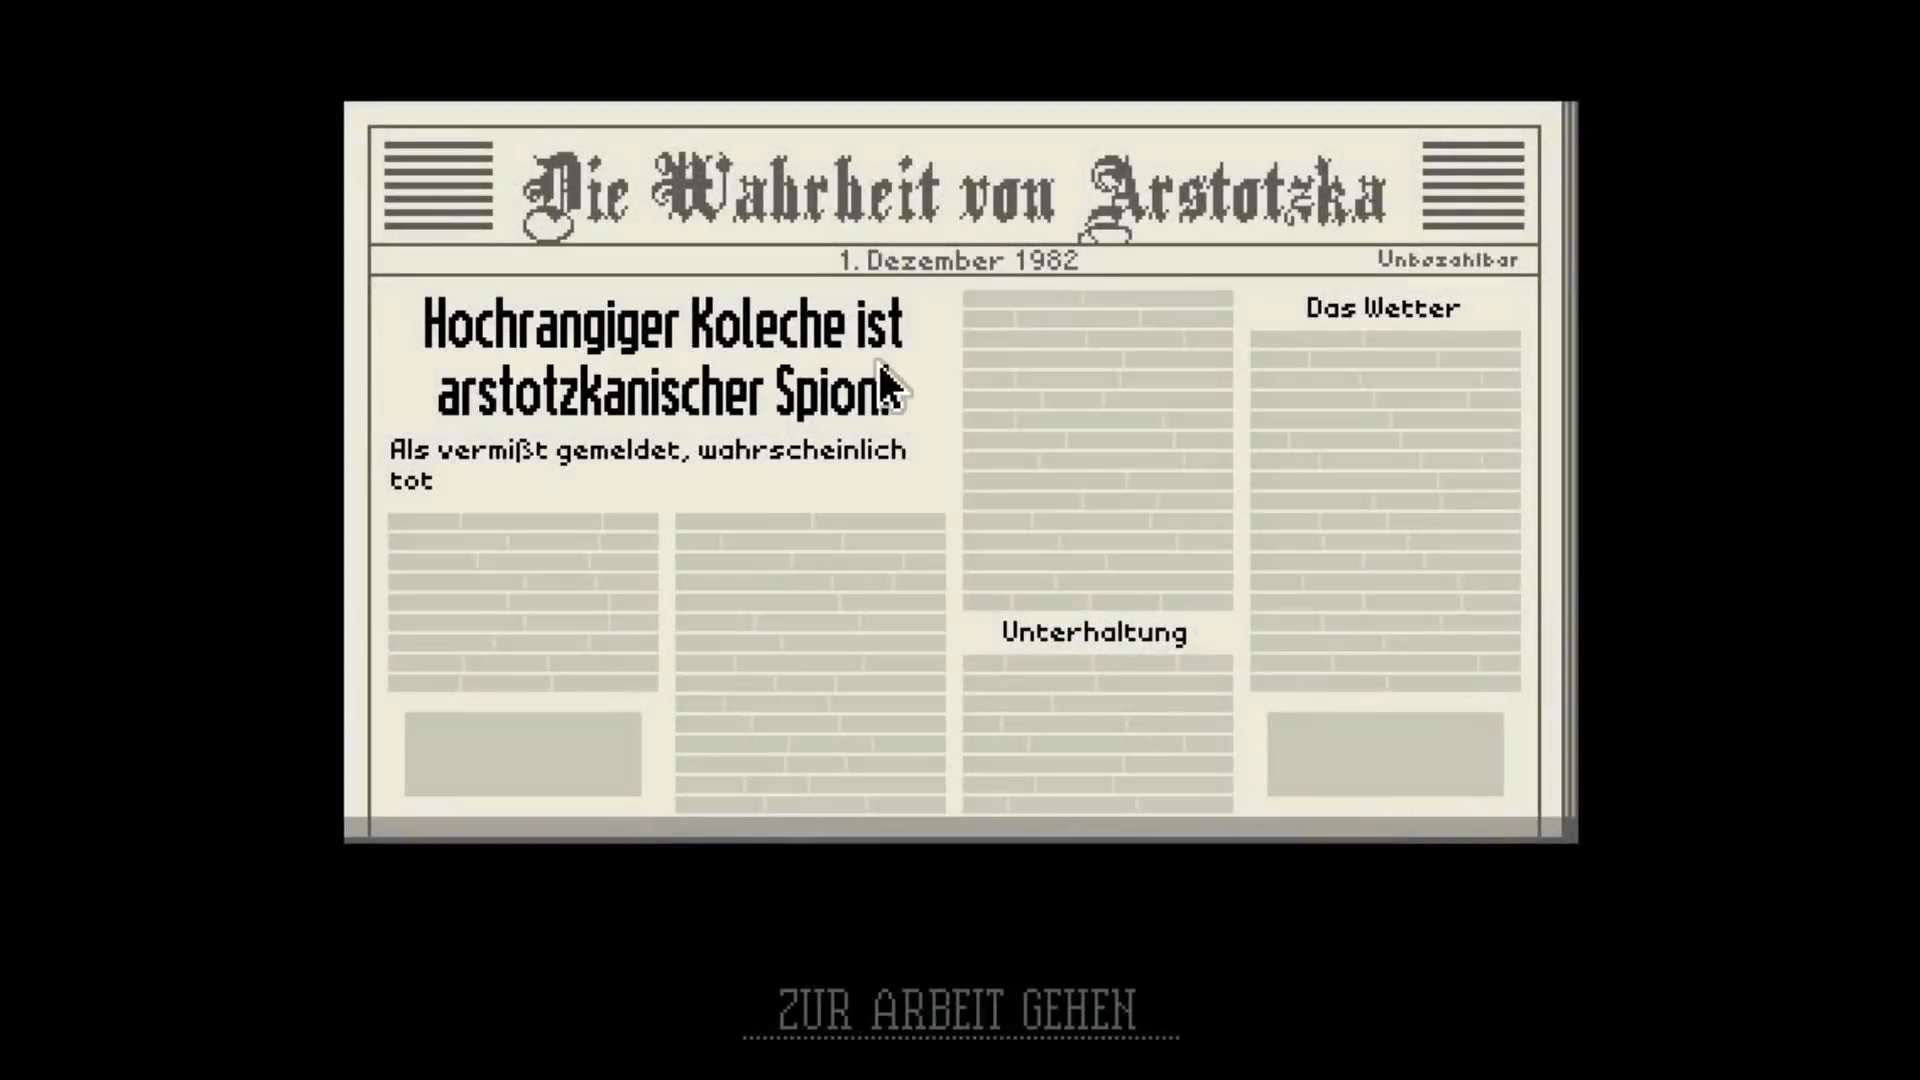 Die Wahrheit von Arstotzka
1. Dezember 1982
Unbezahlbar
Hochrangiger Koleche ist
arstotzkanischer Spion!
Als vermißt gemeldet, wahrscheinlich
tot
Unterhaltung
Das Wetter
ZUR ARBEIT GEHEN